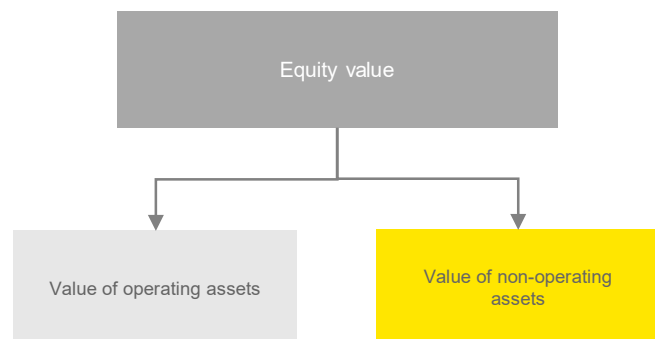 Equity value
Value of operating assets
Value of non-operating
assets